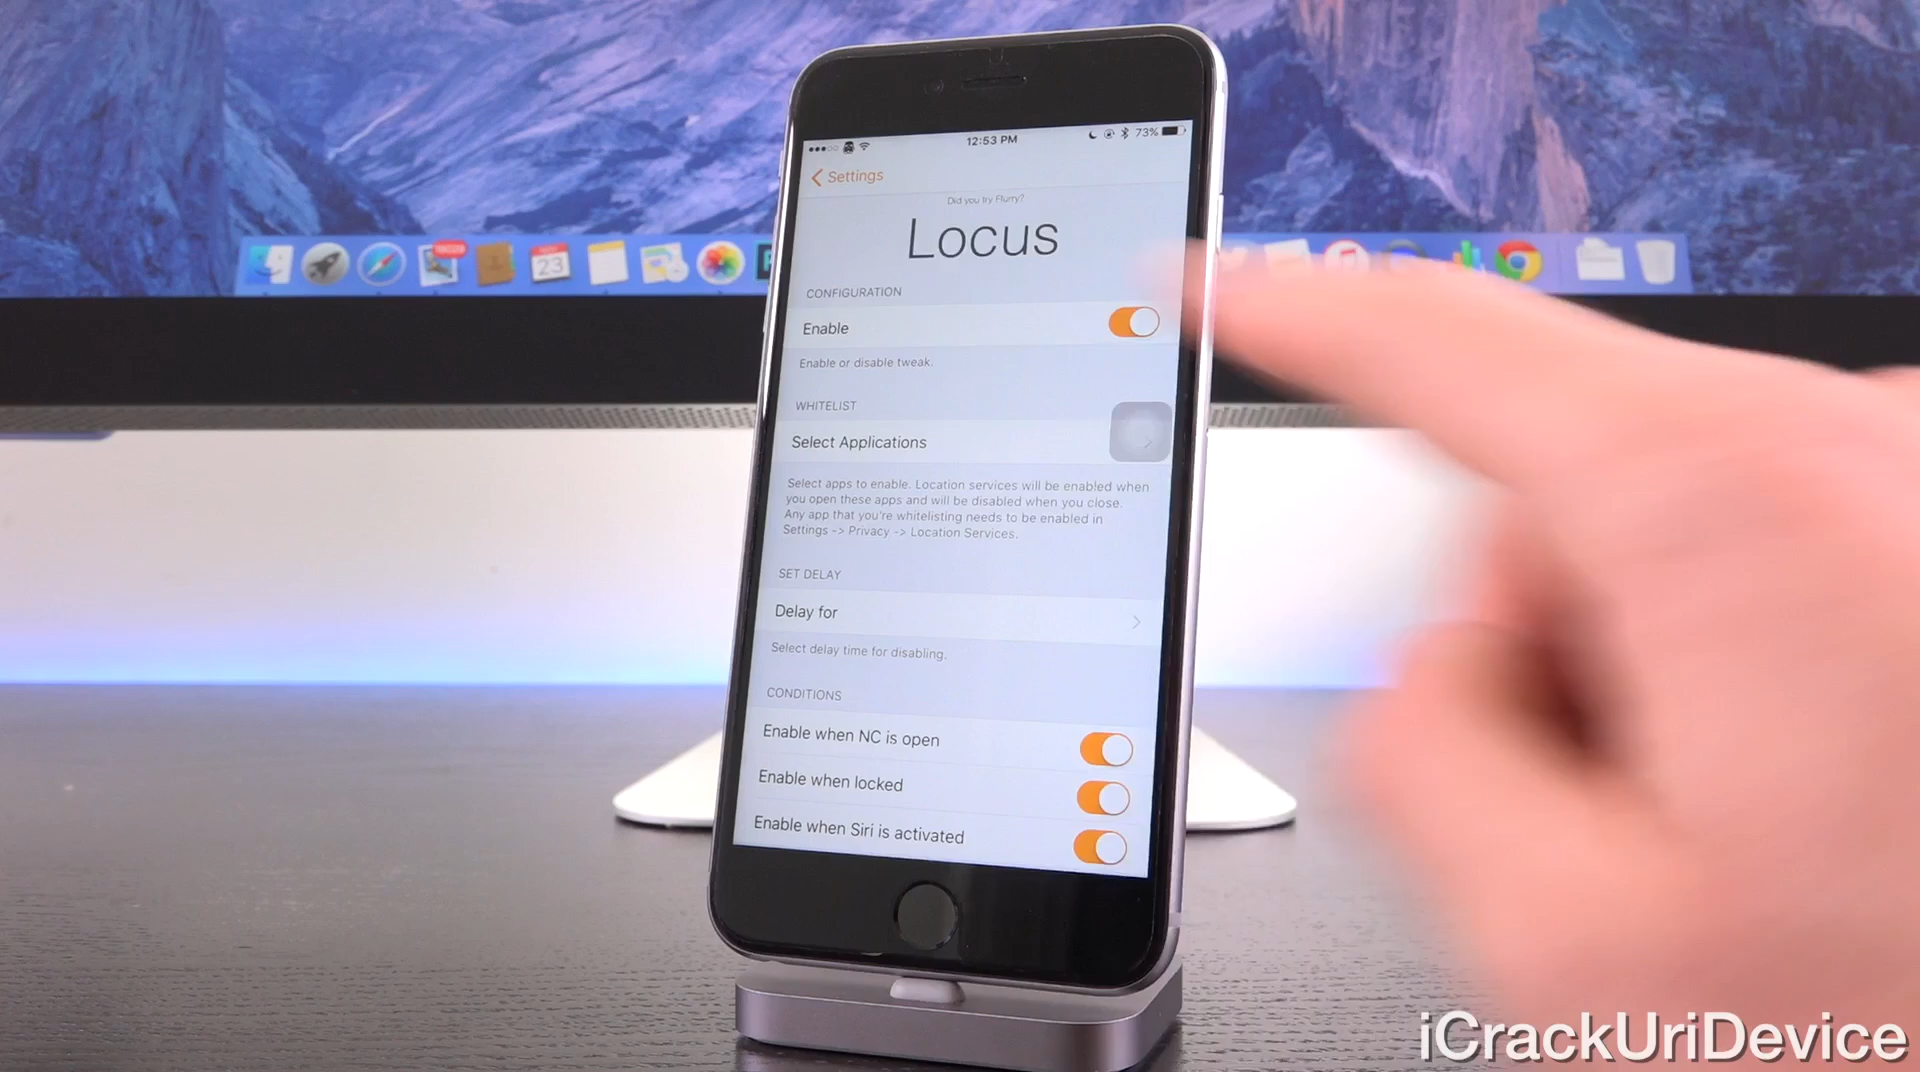 12:53 PM
73%
Settings
Did you try Flurry?
Locus
CONFIGURATION
Enable
Enable or disable tweak.
WHITELIST
Select Applications
Select apps to enable. Location services will be enabled when
you open these apps and will be disabled when you close.
Any app that you're whitelisting needs to be enabled in
Settings -> Privacy -> Location Services.
SET DELAY
Delay for
Select delay time for disabling.
CONDITIONS
Enable when NC is open
Enable when locked
Enable when Siri is activated
23
iCrackUriDevice